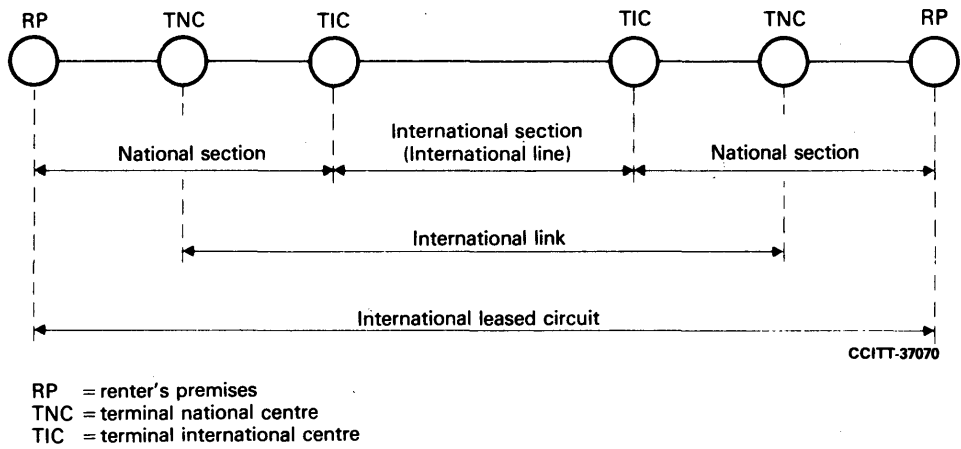 RP TNC TIC TIC TNC RP
National section
International section
(International line)
National section
International link
International leased circuit
CCITT-37070
RP = renter's premises
TNC = terminal national centre
TIC = terminal international centre